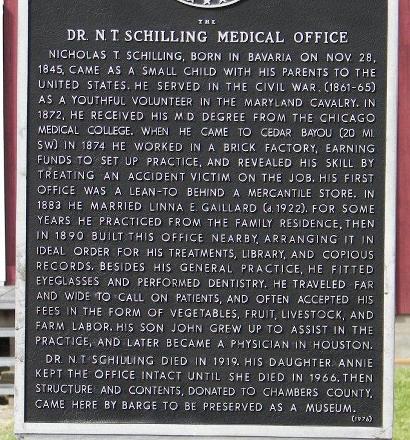 THE
DR. N.T. SCHILLING MEDICAL OFFICE
NICHOLAS T. SCHILLING, BORN IN BAVARIA ON NOV. 28,
1845, CAME AS A SMALL CHILD WITH HIS PARENTS TO THE
UNITED STATES. HE SERVED IN THE CIVIL WAR (1861-65)
AS A YOUTHFUL VOLUNTEER IN THE MARYLAND CAVALRY. IN
1872, HE RECEIVED HIS M.D. DEGREE FROM THE CHICAGO
MEDICAL COLLEGE. WHEN HE CAME TO CEDAR BAYOU (20 MI.
SW) IN 1874 HE WORKED IN A BRICK FACTORY, EARNING
FUNDS TO SET UP PRACTICE, AND REVEALED HIS SKILL BY
TREATING AN ACCIDENT VICTIM ON THE JOB. HIS FIRST
OFFICE WAS A LEAN-TO BEHIND A MERCANTILE STORE. IN
1883 HE MARRIED LINNA E. GAILLARD (d. 1922). FOR SOME
YEARS HE PRACTICED FROM THE FAMILY RESIDENCE, THEN
IN 1890 BUILT THIS OFFICE NEARBY, ARRANGING IT IN
IDEAL ORDER FOR HIS TREATMENTS, LIBRARY, AND COPIOUS
RECORDS. BESIDES HIS GENERAL PRACTICE, HE FITTED
EYEGLASSES AND PERFORMED DENTISTRY. HE TRAVELED FAR
AND WIDE TO CALL ON PATIENTS, AND OFTEN ACCEPTED HIS
FEES IN THE FORM OF VEGETABLES, FRUIT, LIVESTOCK, AND
FARM LABOR. HIS SON JOHN GREW UP TO ASSIST IN THE
PRACTICE, AND LATER BECAME A PHYSICIAN IN HOUSTON.
DR. N.T. SCHILLING DIED IN 1919. HIS DAUGHTER ANNIE
KEPT THE OFFICE INTACT UNTIL SHE DIED IN 1966. THEN
STRUCTURE AND CONTENTS, DONATED TO CHAMBERS COUNTY,
CAME HERE BY BARGE TO BE PRESERVED AS A MUSEUM.
(1976)